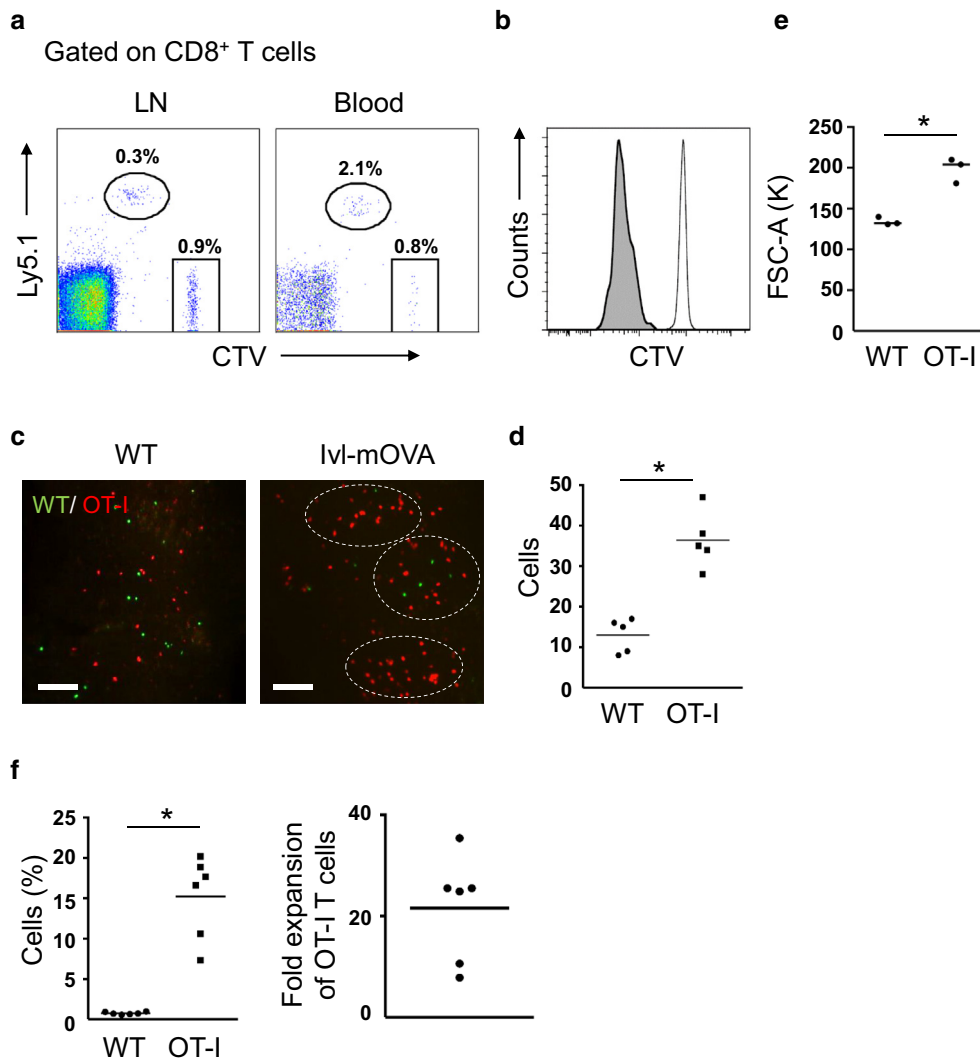 a
Gated on CD8+ T cells
LN
Blood
0.3%
0.9%
2.1%
0.8%
Ly5.1
CTV
b
Counts
CTV
e
*
250
200
150
100
50
0
FSC-A (K)
WT
OT-I
c
WT
Ivl-mOVA
WT/ OT-I
d
*
50
40
30
20
10
0
Cells
WT
OT-I
f
*
25
20
15
10
5
0
Cells (%)
WT
OT-I
40
20
0
Fold expansion
of OT-I T cells